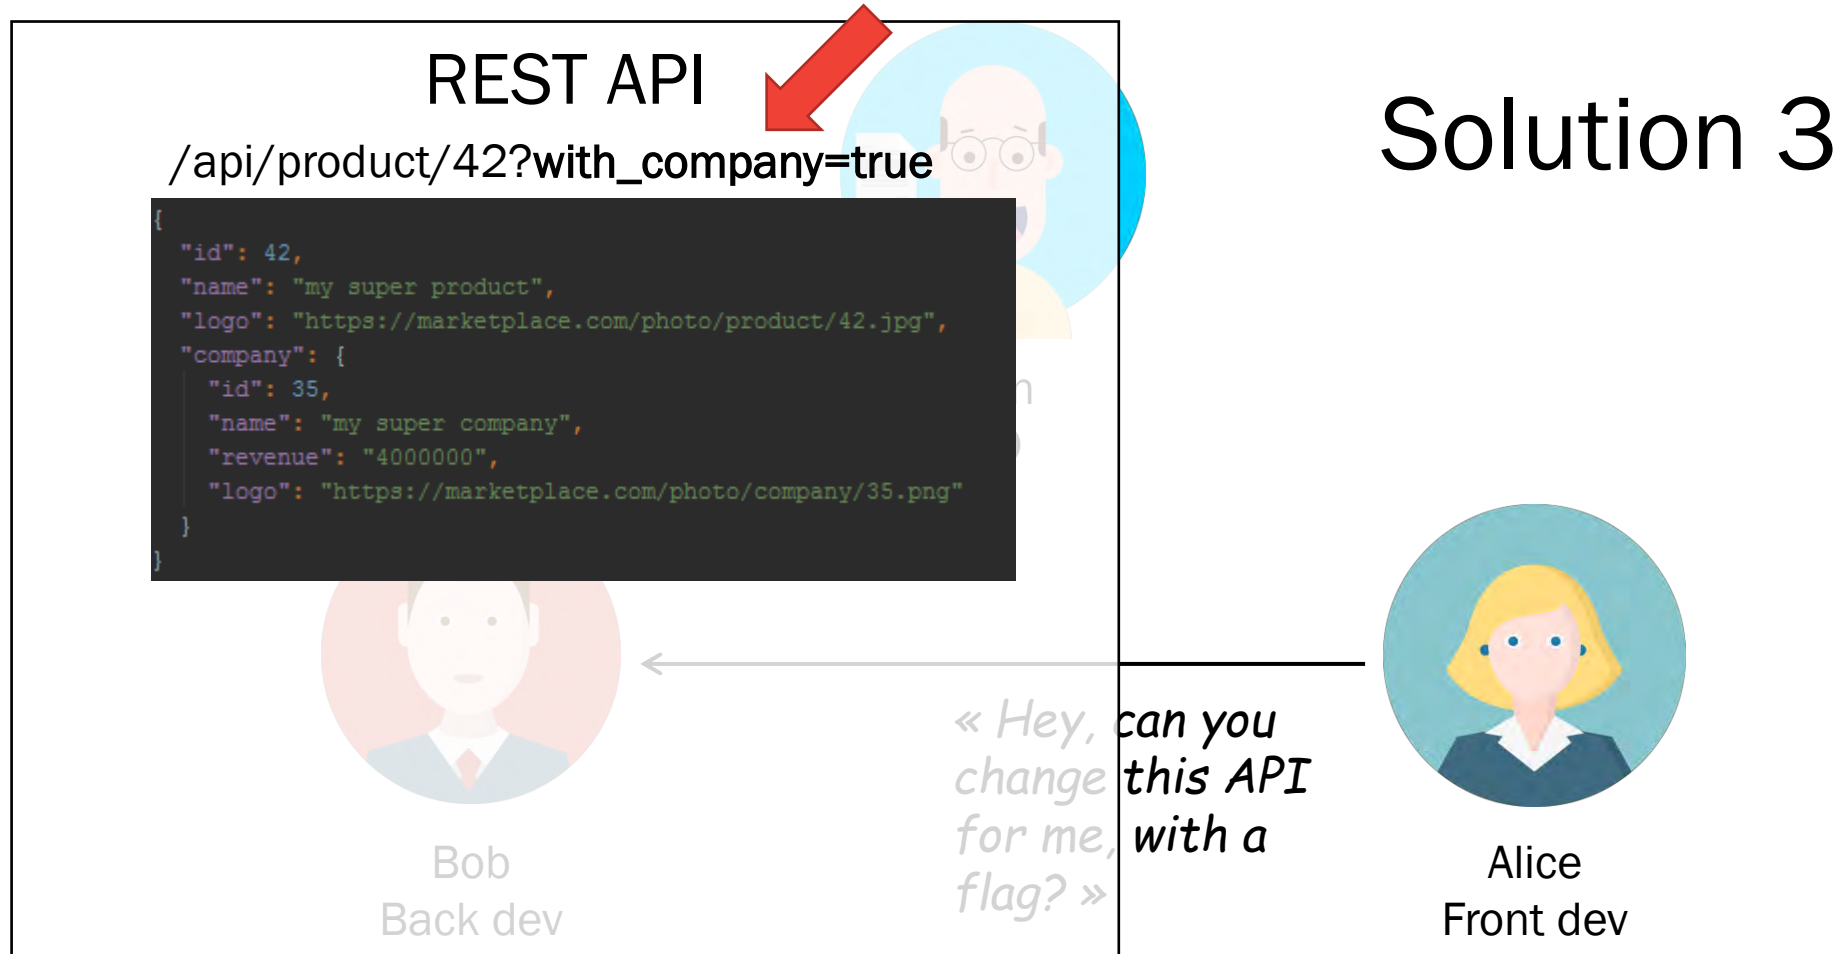 REST API
/api/product/42?with_company=true
Solution 3
{
"id": 42,
"name": "my super product",
"logo": "https://marketplace.com/photo/product/42.jpg",
"company": {
"id": 35,
"name": "my super company",
"revenue": "4000000",
"logo": "https://marketplace.com/photo/company/35.png"
}
}
« Hey, can you
change this API
for me, with a
flag? »
Bob
Back dev
Alice
Front dev